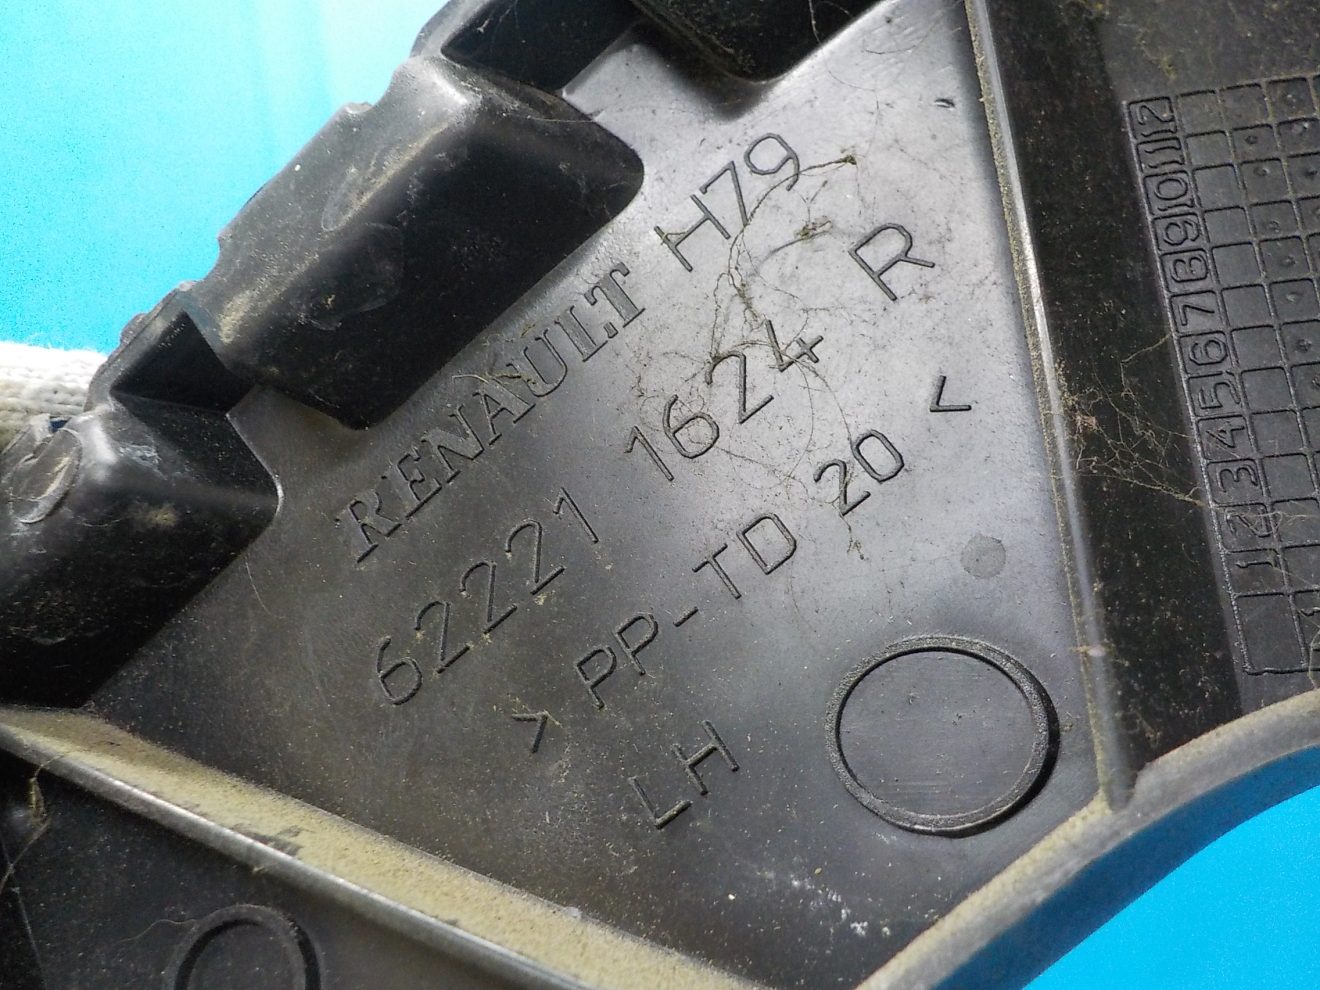 RENAULT H79
62221 1624 R
> PP-TD 20 <
LH
1 2 3 4 5 6 7 8 9 10 11 12